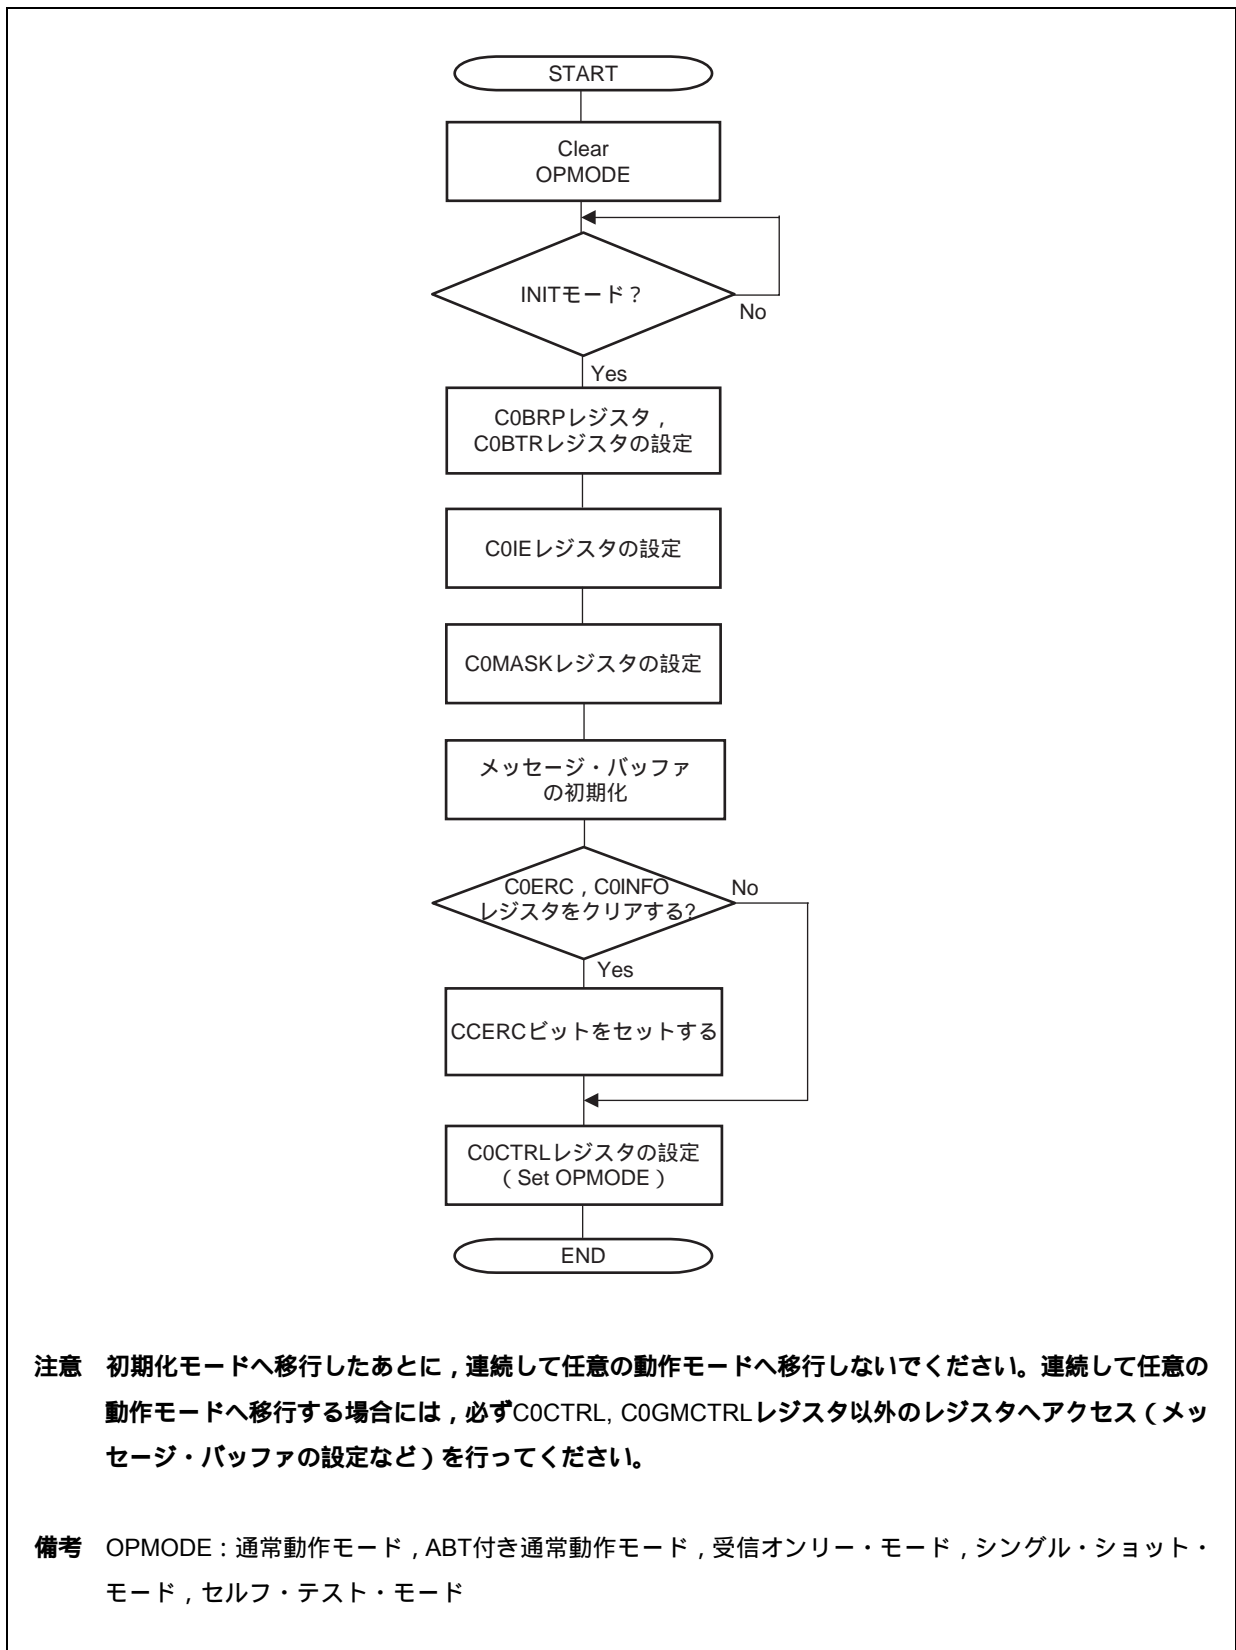 START
Clear
OPMODE
INITモード？
No
Yes
C0BRPレジスタ，
C0BTRレジスタの設定
C0IEレジスタの設定
C0MASKレジスタの設定
メッセージ・バッファ
の初期化
C0ERC，C0INFO
レジスタをクリアする?
No
Yes
CCERCビットをセットする
C0CTRLレジスタの設定
（Set OPMODE）
END
注意 初期化モードへ移行したあとに，連続して任意の動作モードへ移行しないでください。連続して任意の
動作モードへ移行する場合には，必ずC0CTRL, C0GMCTRLレジスタ以外のレジスタへアクセス（メッ
セージ・バッファの設定など）を行ってください。
備考 OPMODE：通常動作モード，ABT付き通常動作モード，受信オンリー・モード，シングル・ショット・
モード，セルフ・テスト・モード